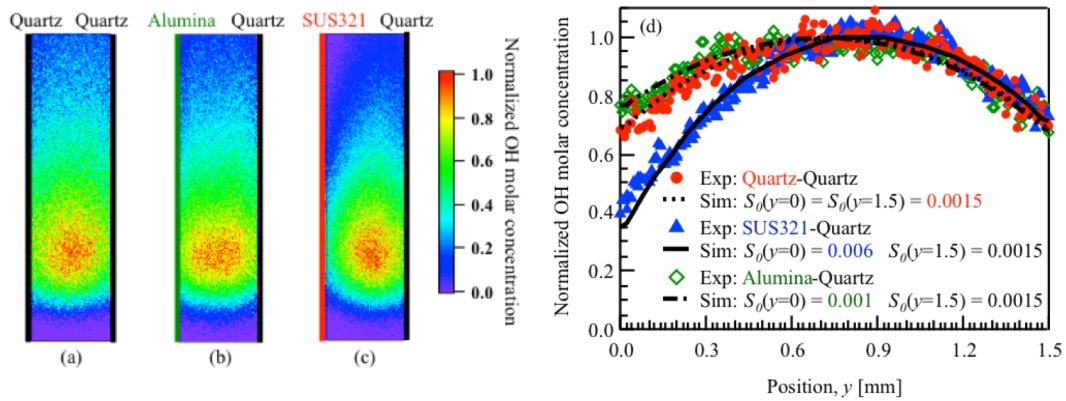 Quartz Quartz Alumina Quartz SUS321 Quartz
(a) (b) (c)
1.0
0.8
0.6
0.4
0.2
0.0
Normalized OH molar concentration
Normalized OH molar concentration
1.0
0.8
0.6
0.4
0.2
0.0
(d)
Exp: Quartz-Quartz
Sim: S0(y=0) = S0(y=1.5) = 0.0015
Exp: SUS321-Quartz
Sim: S0(y=0) = 0.006 S0(y=1.5) = 0.0015
Exp: Alumina-Quartz
Sim: S0(y=0) = 0.001 S0(y=1.5) = 0.0015
0.0 0.3 0.6 0.9 1.2 1.5
Position, y [mm]